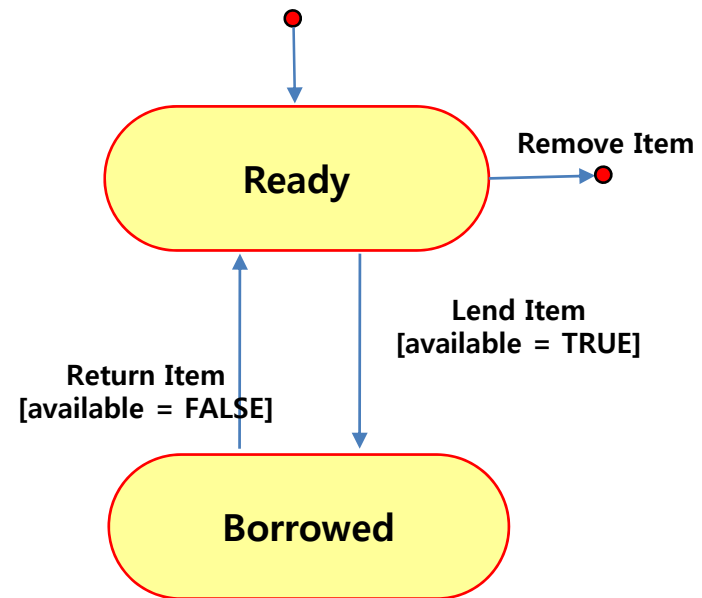 Remove Item
Ready
Lend Item
[available = TRUE]
Return Item
[available = FALSE]
Borrowed